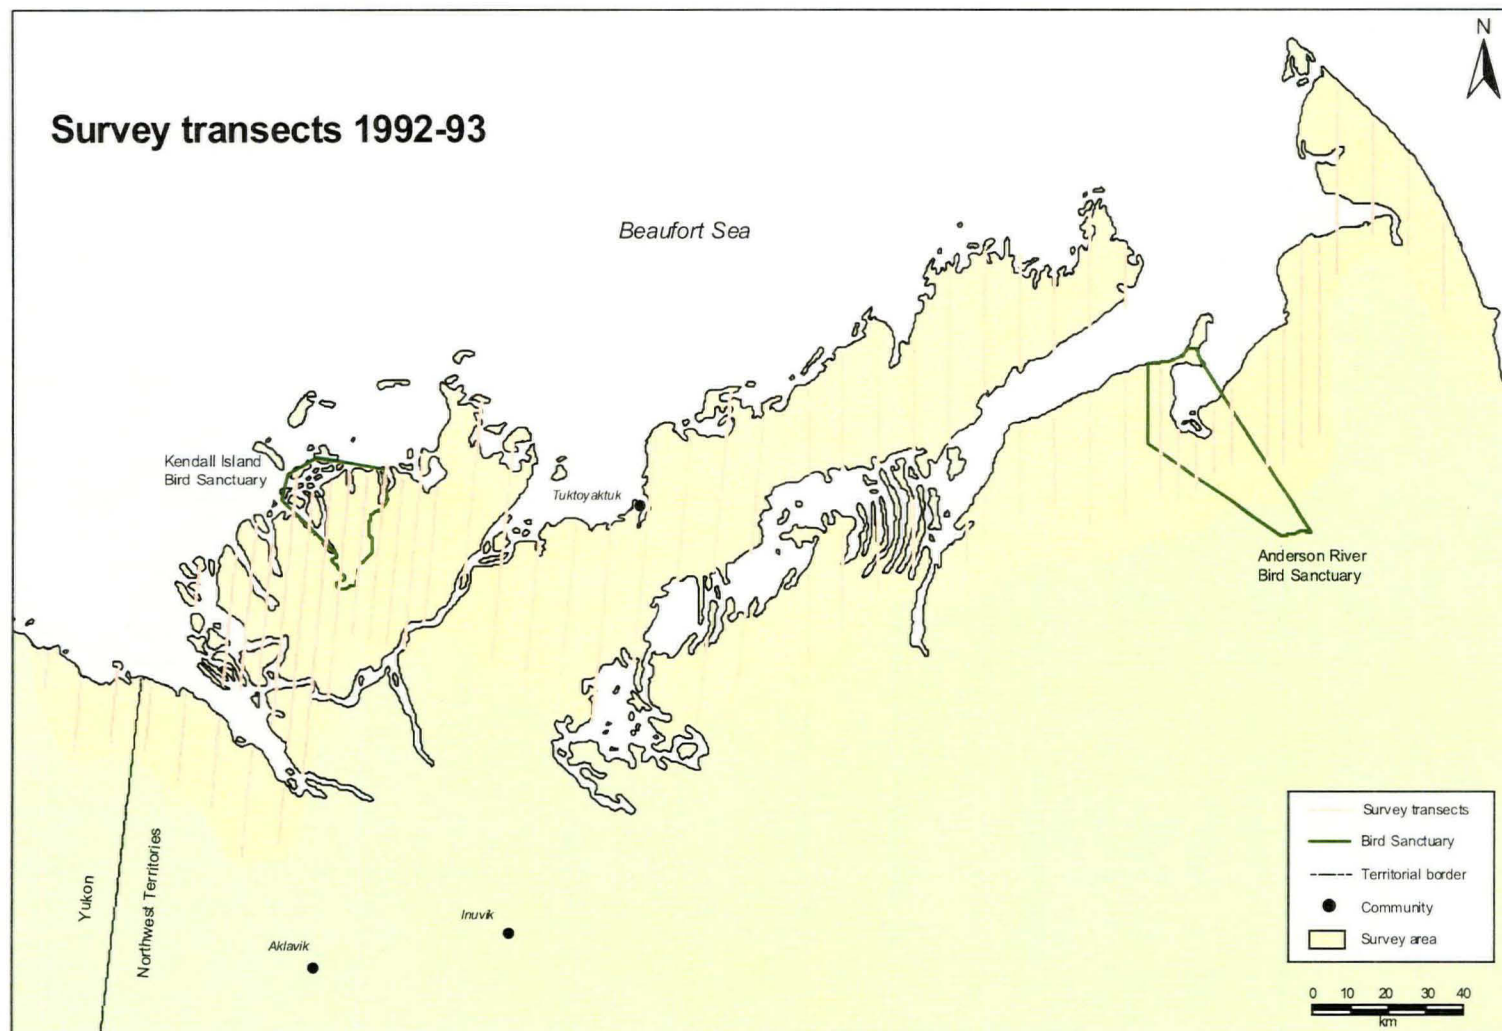 N
Survey transects 1992-93
Beaufort Sea
Kendall Island
Bird Sanctuary
Tuktoyaktuk
Anderson River
Bird Sanctuary
Yukon
Northwest Territories
Inuvik
Aklavik
Survey transects
Bird Sanctuary
Territorial border
Community
Survey area
0 10 20 30 40
km